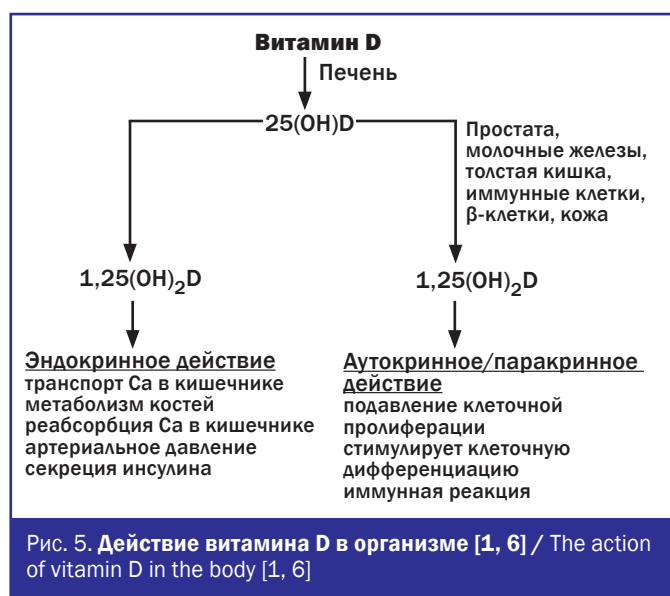 Витамин D
Печень
25(OH)D
Простата,
молочные железы,
толстая кишка,
иммунные клетки,
β-клетки, кожа
1,25(OH)₂D
Эндокринное действие
транспорт Са в кишечнике
метаболизм костей
реабсорбция Са в кишечнике
артериальное давление
секреция инсулина
1,25(OH)₂D
Аутокринное/паракринное
действие
подавление клеточной
пролиферации
стимулирует клеточную
дифференциацию
иммунная реакция
Рис. 5. Действие витамина D в организме [1, 6] / The action
of vitamin D in the body [1, 6]